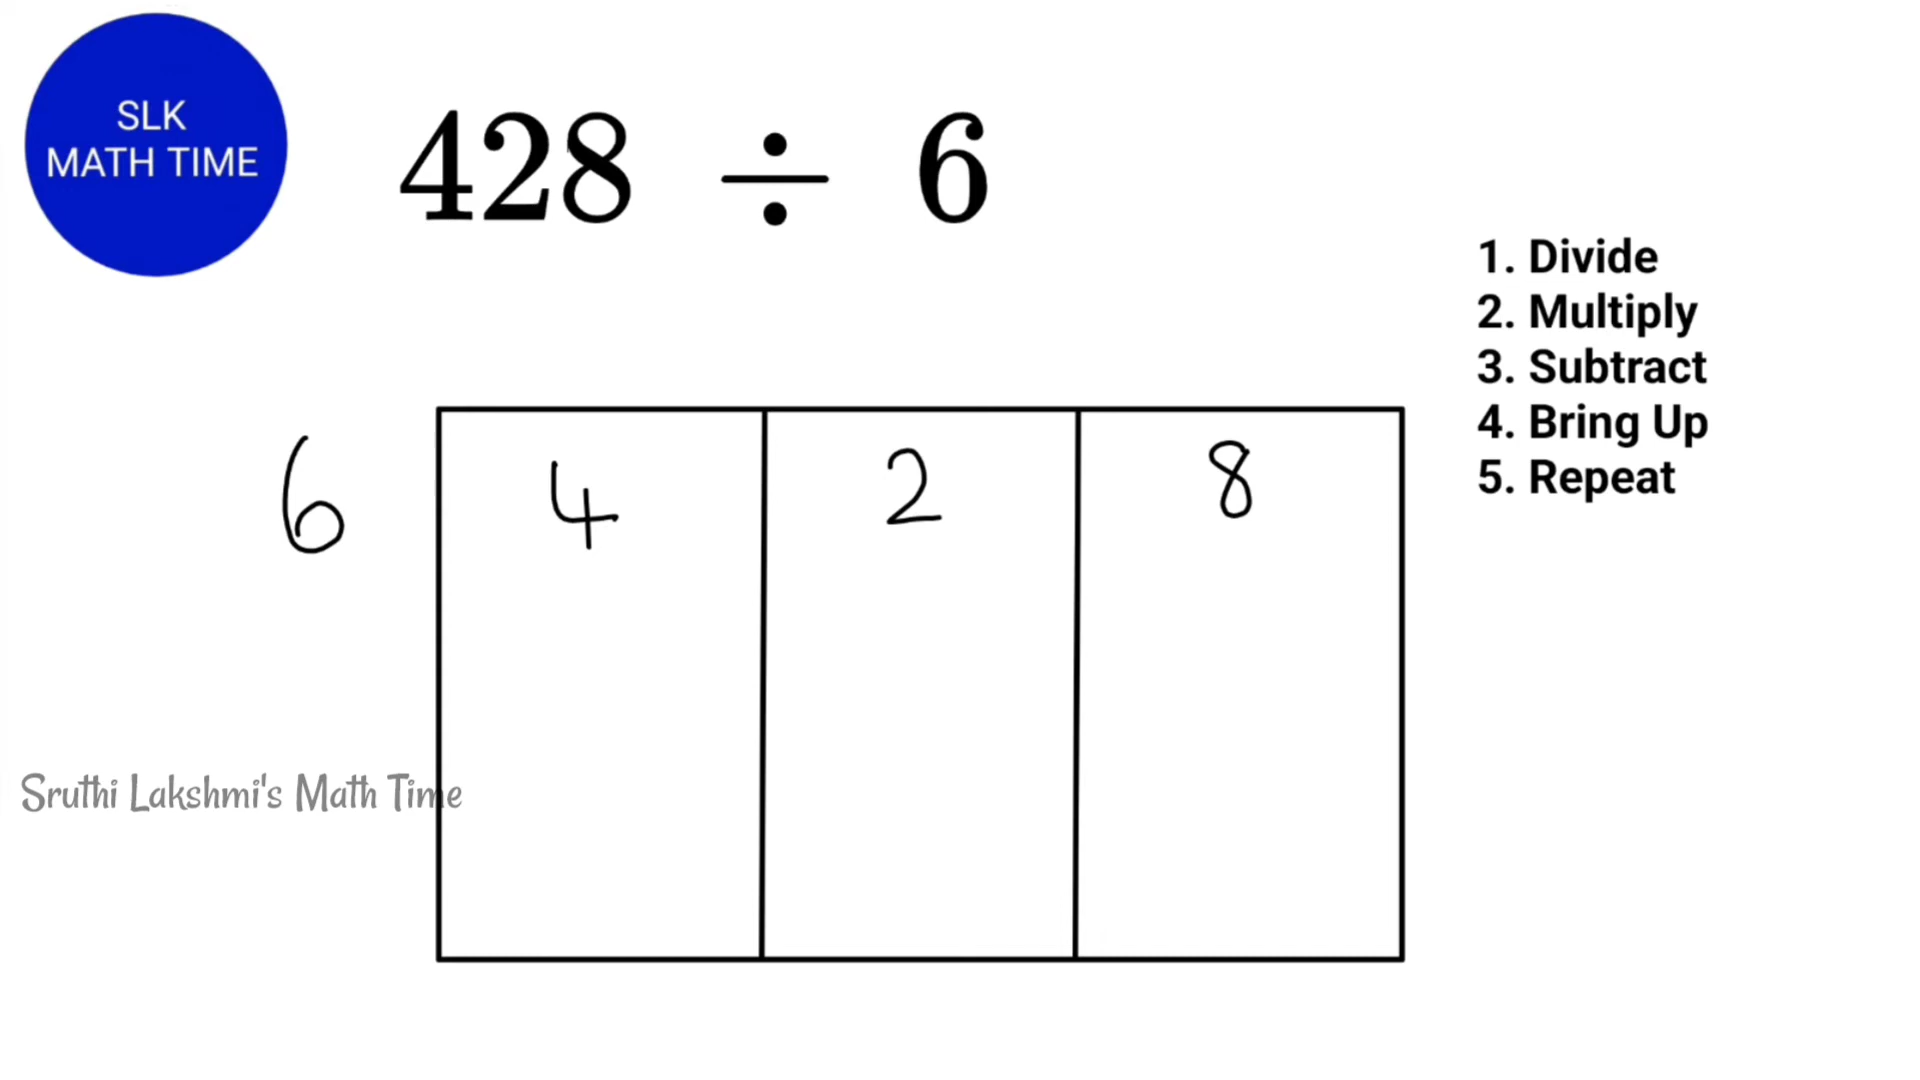 SLK
MATH TIME
428 ÷ 6
1. Divide
2. Multiply
3. Subtract
4. Bring Up
5. Repeat
6 4 2 8
Sruthi Lakshmi's Math Time